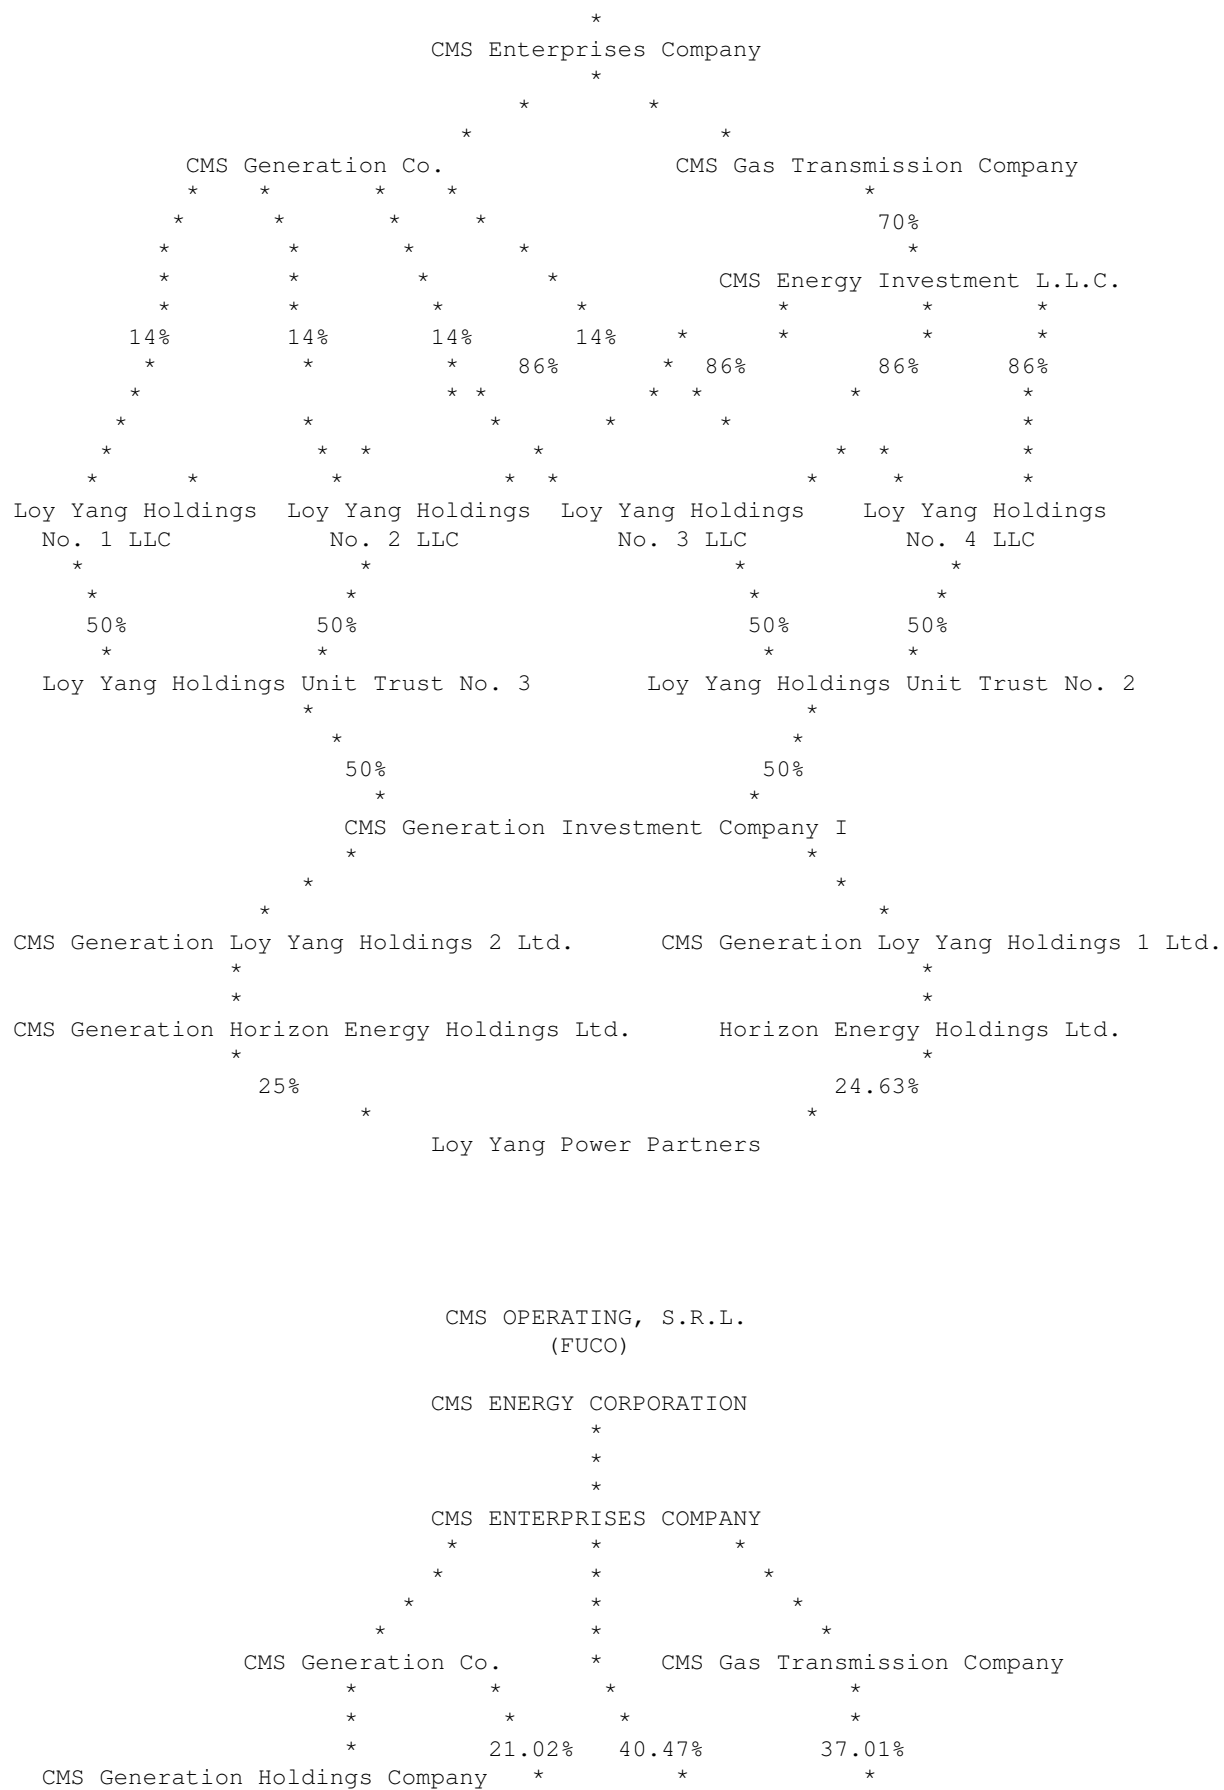 *
CMS Enterprises Company
*
* *
* *
CMS Generation Co. CMS Gas Transmission Company
* * * * *
* * * * 70%
* * * * *
* * * * CMS Energy Investment L.L.C.
* * * * * * *
14% 14% 14% 14% * * * *
* * * 86% * 86% 86% 86%
* * * * * * *
* * * * * *
* * * * * * *
* * * * * * * *
Loy Yang Holdings Loy Yang Holdings Loy Yang Holdings Loy Yang Holdings
No. 1 LLC No. 2 LLC No. 3 LLC No. 4 LLC
* * * *
* * * *
50% 50% 50% 50%
* * * *
Loy Yang Holdings Unit Trust No. 3 Loy Yang Holdings Unit Trust No. 2
* *
* *
50% 50%
* *
CMS Generation Investment Company I
* *
* *
* *
CMS Generation Loy Yang Holdings 2 Ltd. CMS Generation Loy Yang Holdings 1 Ltd.
* *
* *
CMS Generation Horizon Energy Holdings Ltd. Horizon Energy Holdings Ltd.
* *
25% 24.63%
* *
Loy Yang Power Partners
CMS OPERATING, S.R.L.
(FUCO)
CMS ENERGY CORPORATION
*
*
*
CMS ENTERPRISES COMPANY
* * *
* * *
* * *
* * *
CMS Generation Co. * CMS Gas Transmission Company
* * * *
* * * *
* 21.02% 40.47% 37.01%
CMS Generation Holdings Company * * *